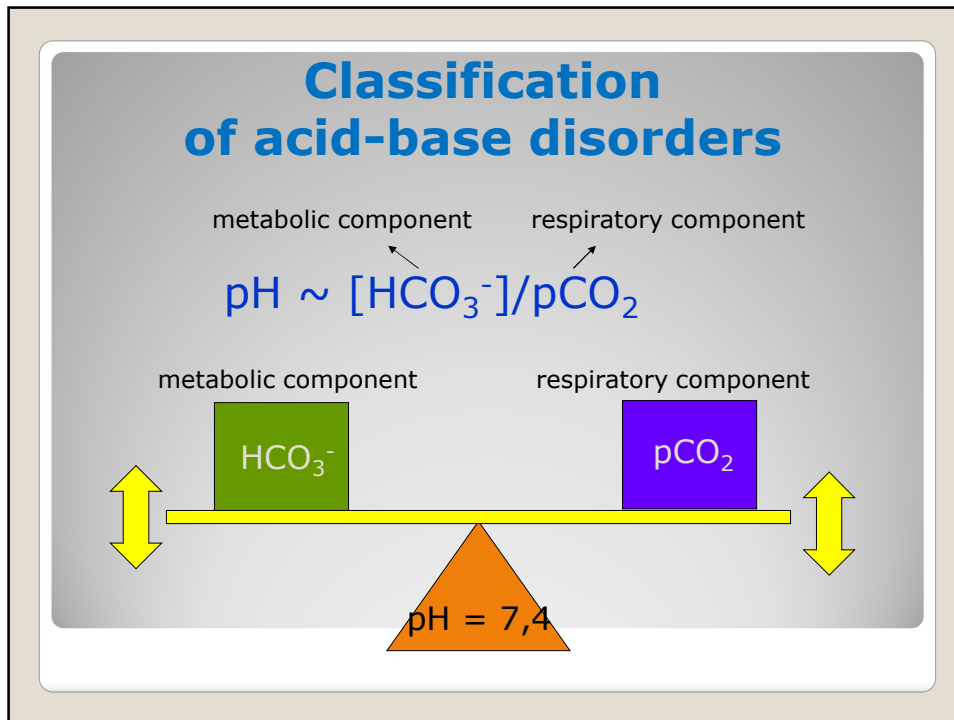 Classification
of acid-base disorders
metabolic component respiratory component
pH ~ [HCO₃⁻]/pCO₂
metabolic component respiratory component
HCO₃⁻ pCO₂
pH = 7,4